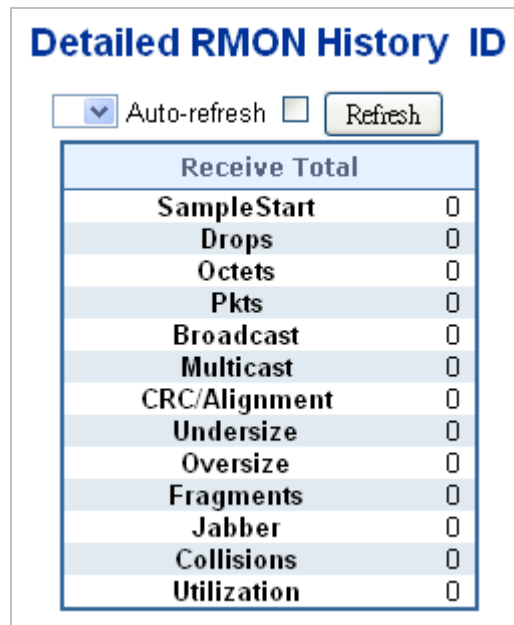 Detailed RMON History ID
Auto-refresh Refresh
Receive Total
SampleStart 0
Drops 0
Octets 0
Pkts 0
Broadcast 0
Multicast 0
CRC/Alignment 0
Undersize 0
Oversize 0
Fragments 0
Jabber 0
Collisions 0
Utilization 0